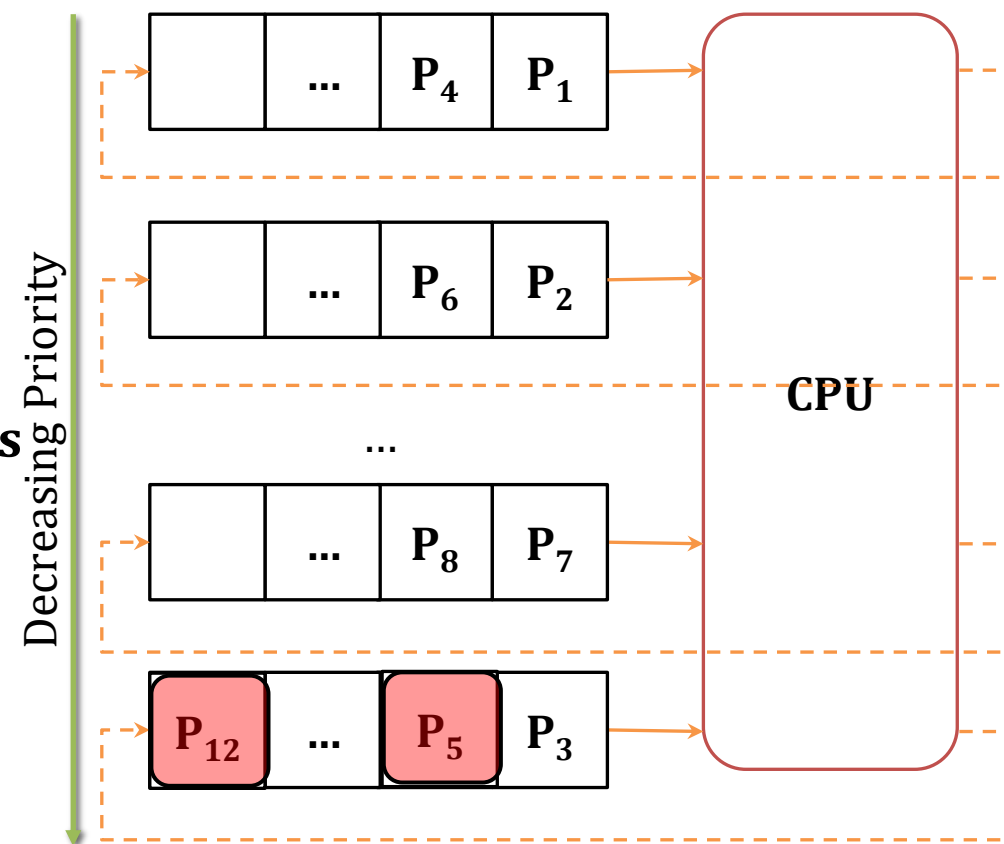 ... P₄ P₁
... P₆ P₂
CPU
s
Decreasing Priority
...
... P₈ P₇
P₁₂ ... P₅ P₃